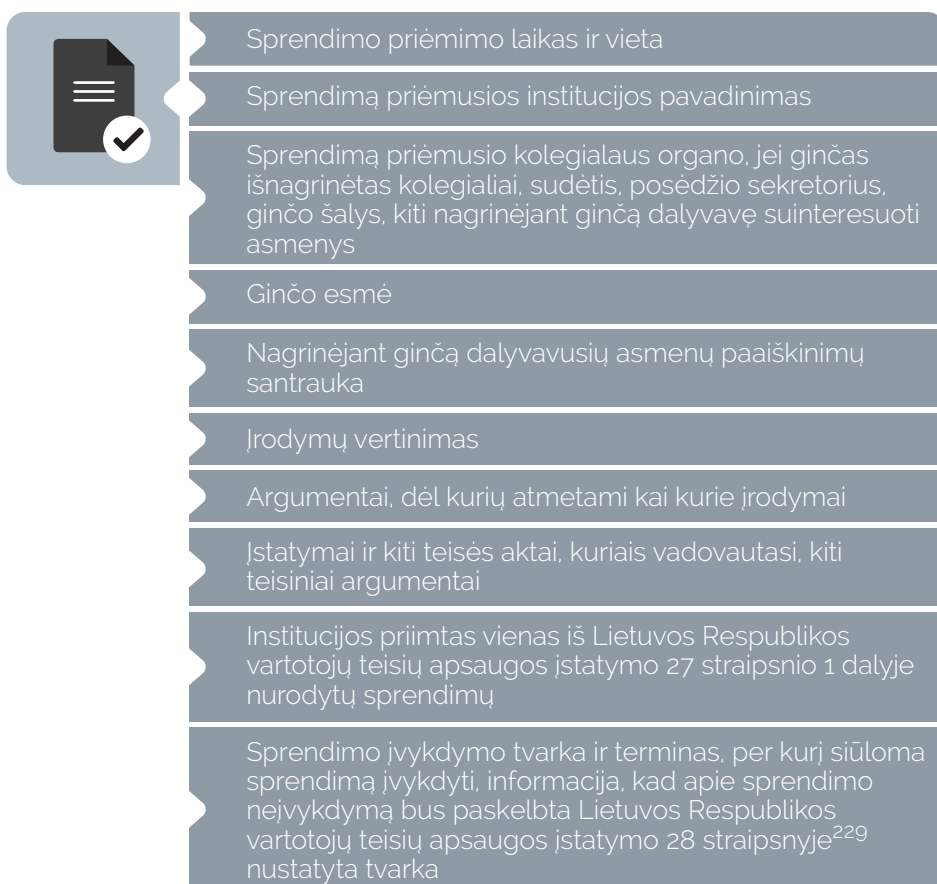 Sprendimo priėmimo laikas ir vieta
Sprendimą priėmusios institucijos pavadinimas
Sprendimą priėmusio kolegialaus organo, jei ginčas
išnagrinėtas kolegialiai, sudėtis, posėdžio sekretorius,
ginčo šalys, kiti nagrinėjant ginčą dalyvavę suinteresuoti
asmenys
Ginčo esmė
Nagrinėjant ginčą dalyvavusių asmenų paaiškinimų
santrauka
Įrodymų vertinimas
Argumentai, dėl kurių atmetami kai kurie įrodymai
Įstatymai ir kiti teisės aktai, kuriais vadovautasi, kiti
teisiniai argumentai
Institucijos priimtas vienas iš Lietuvos Respublikos
vartotojų teisių apsaugos įstatymo 27 straipsnio 1 dalyje
nurodytų sprendimų
Sprendimo įvykdymo tvarka ir terminas, per kurį siūloma
sprendimą įvykdyti, informacija, kad apie sprendimo
neįvykdymą bus paskelbta Lietuvos Respublikos
vartotojų teisių apsaugos įstatymo 28 straipsnyje229
nustatyta tvarka